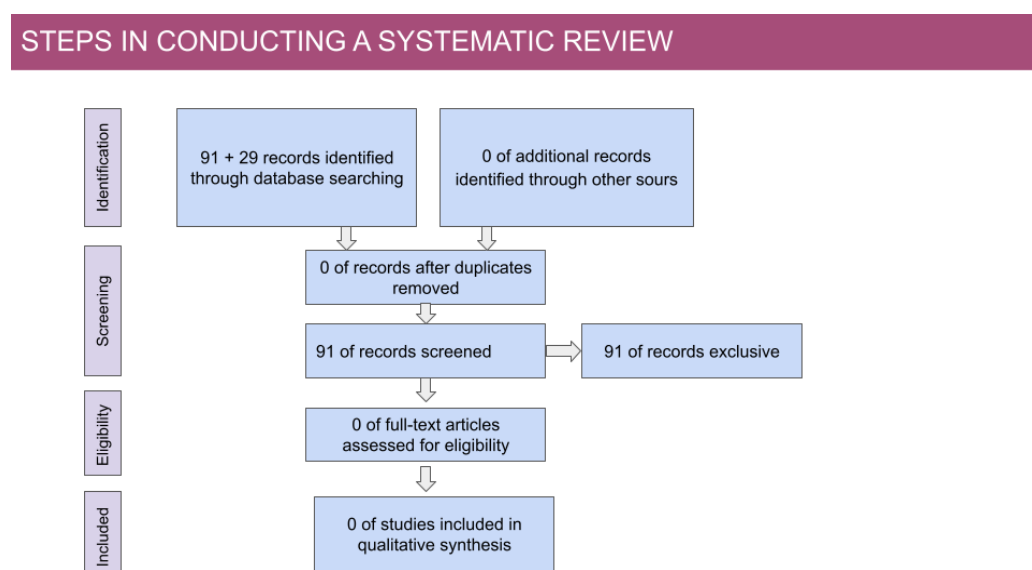 STEPS IN CONDUCTING A SYSTEMATIC REVIEW
Identification
91 + 29 records identified
through database searching
0 of additional records
identified through other sours
Screening
0 of records after duplicates
removed
91 of records screened
91 of records exclusive
Eligibility
0 of full-text articles
assessed for eligibility
Included
0 of studies included in
qualitative synthesis